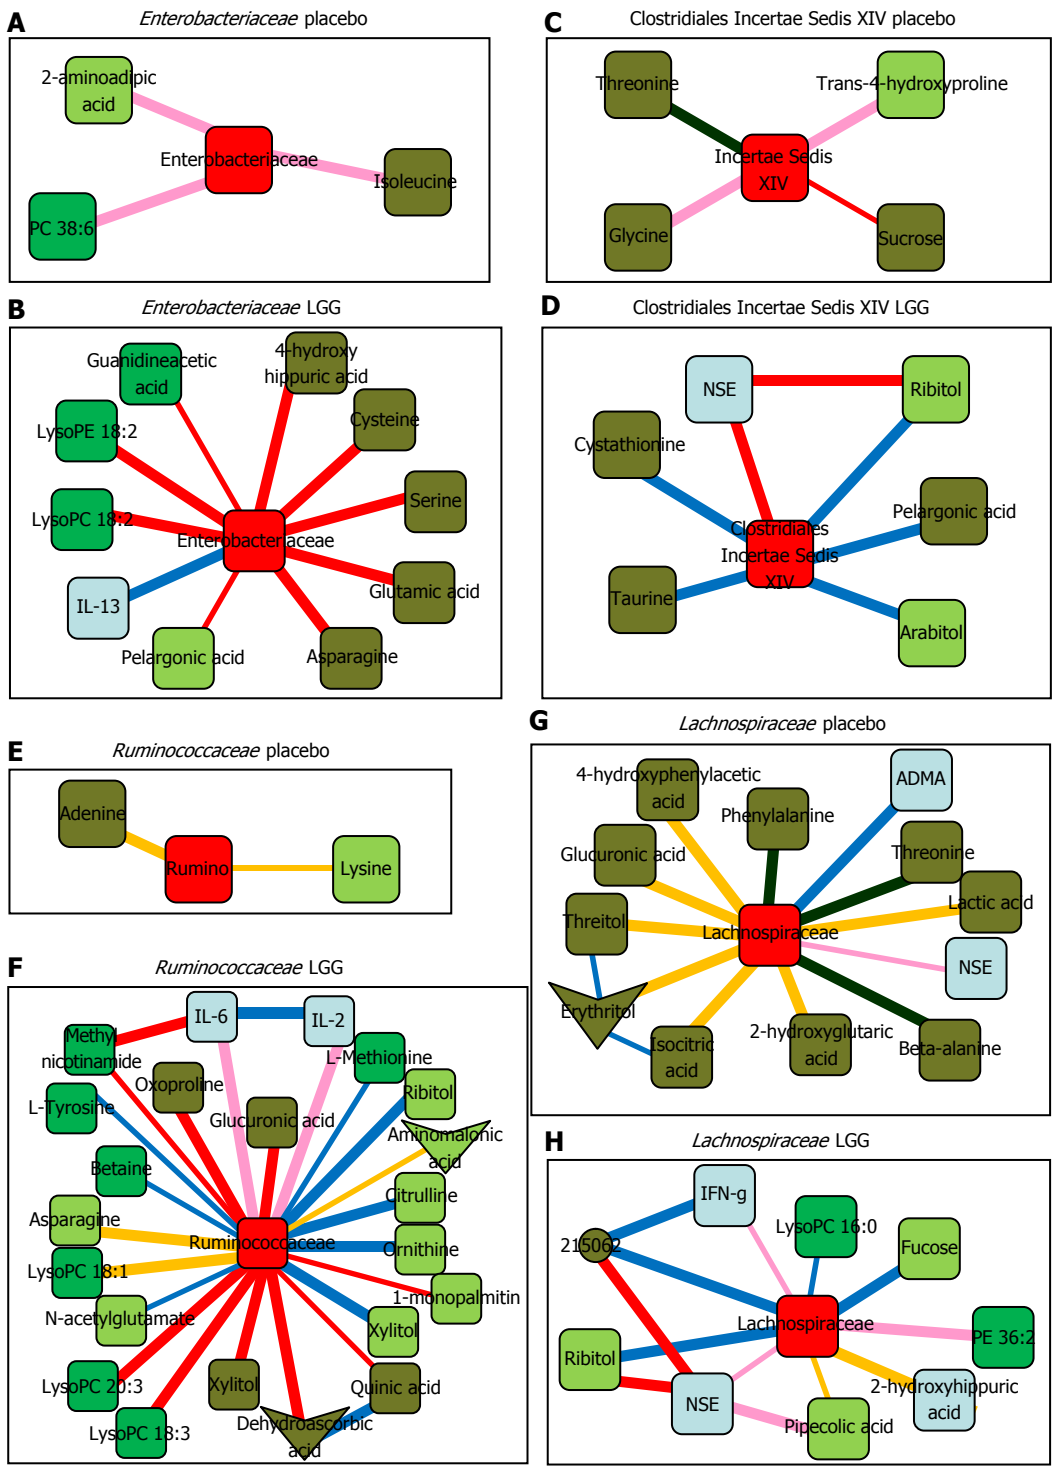 A
Enterobacteriaceae placebo
2-aminoadipic
acid
Enterobacteriaceae
Isoleucine
PC 38:6
C
Clostridiales Incertae Sedis XIV placebo
Threonine
Trans-4-hydroxyproline
Incertae Sedis
XIV
Glycine
Sucrose
B
Enterobacteriaceae LGG
Guanidineacetic
acid
4-hydroxy
hippuric acid
LysoPE 18:2
Cysteine
LysoPC 18:2
Serine
Enterobacteriaceae
IL-13
Glutamic acid
Pelargonic acid
Asparagine
D
Clostridiales Incertae Sedis XIV LGG
NSE
Ribitol
Cystathionine
Pelargonic acid
Clostridiales
Incertae Sedis
XIV
Taurine
Arabitol
E
Ruminococcaceae placebo
Adenine
Rumino
Lysine
G
Lachnospiraceae placebo
4-hydroxyphenylacetic
acid
ADMA
Phenylalanine
Glucuronic acid
Threonine
Lactic acid
Threitol
Lachnospiraceae
NSE
Erythritol
Isocitric
acid
2-hydroxyglutaric
acid
Beta-alanine
F
Ruminococcaceae LGG
IL-6
IL-2
Methyl
nicotinamide
L-Methionine
Oxoproline
Ribitol
L-Tyrosine
Glucuronic acid
Aminomalonic
acid
Betaine
Citrulline
Asparagine
Ruminococcaceae
Ornithine
LysoPC 18:1
1-monopalmitin
N-acetylglutamate
Xylitol
LysoPC 20:3
Xylitol
Quinic acid
LysoPC 18:3
Dehydroascorbic
acid
H
Lachnospiraceae LGG
IFN-g
LysoPC 16:0
215062
Fucose
Lachnospiraceae
PE 36:2
Ribitol
NSE
2-hydroxyhippuric
acid
Pipecolic acid